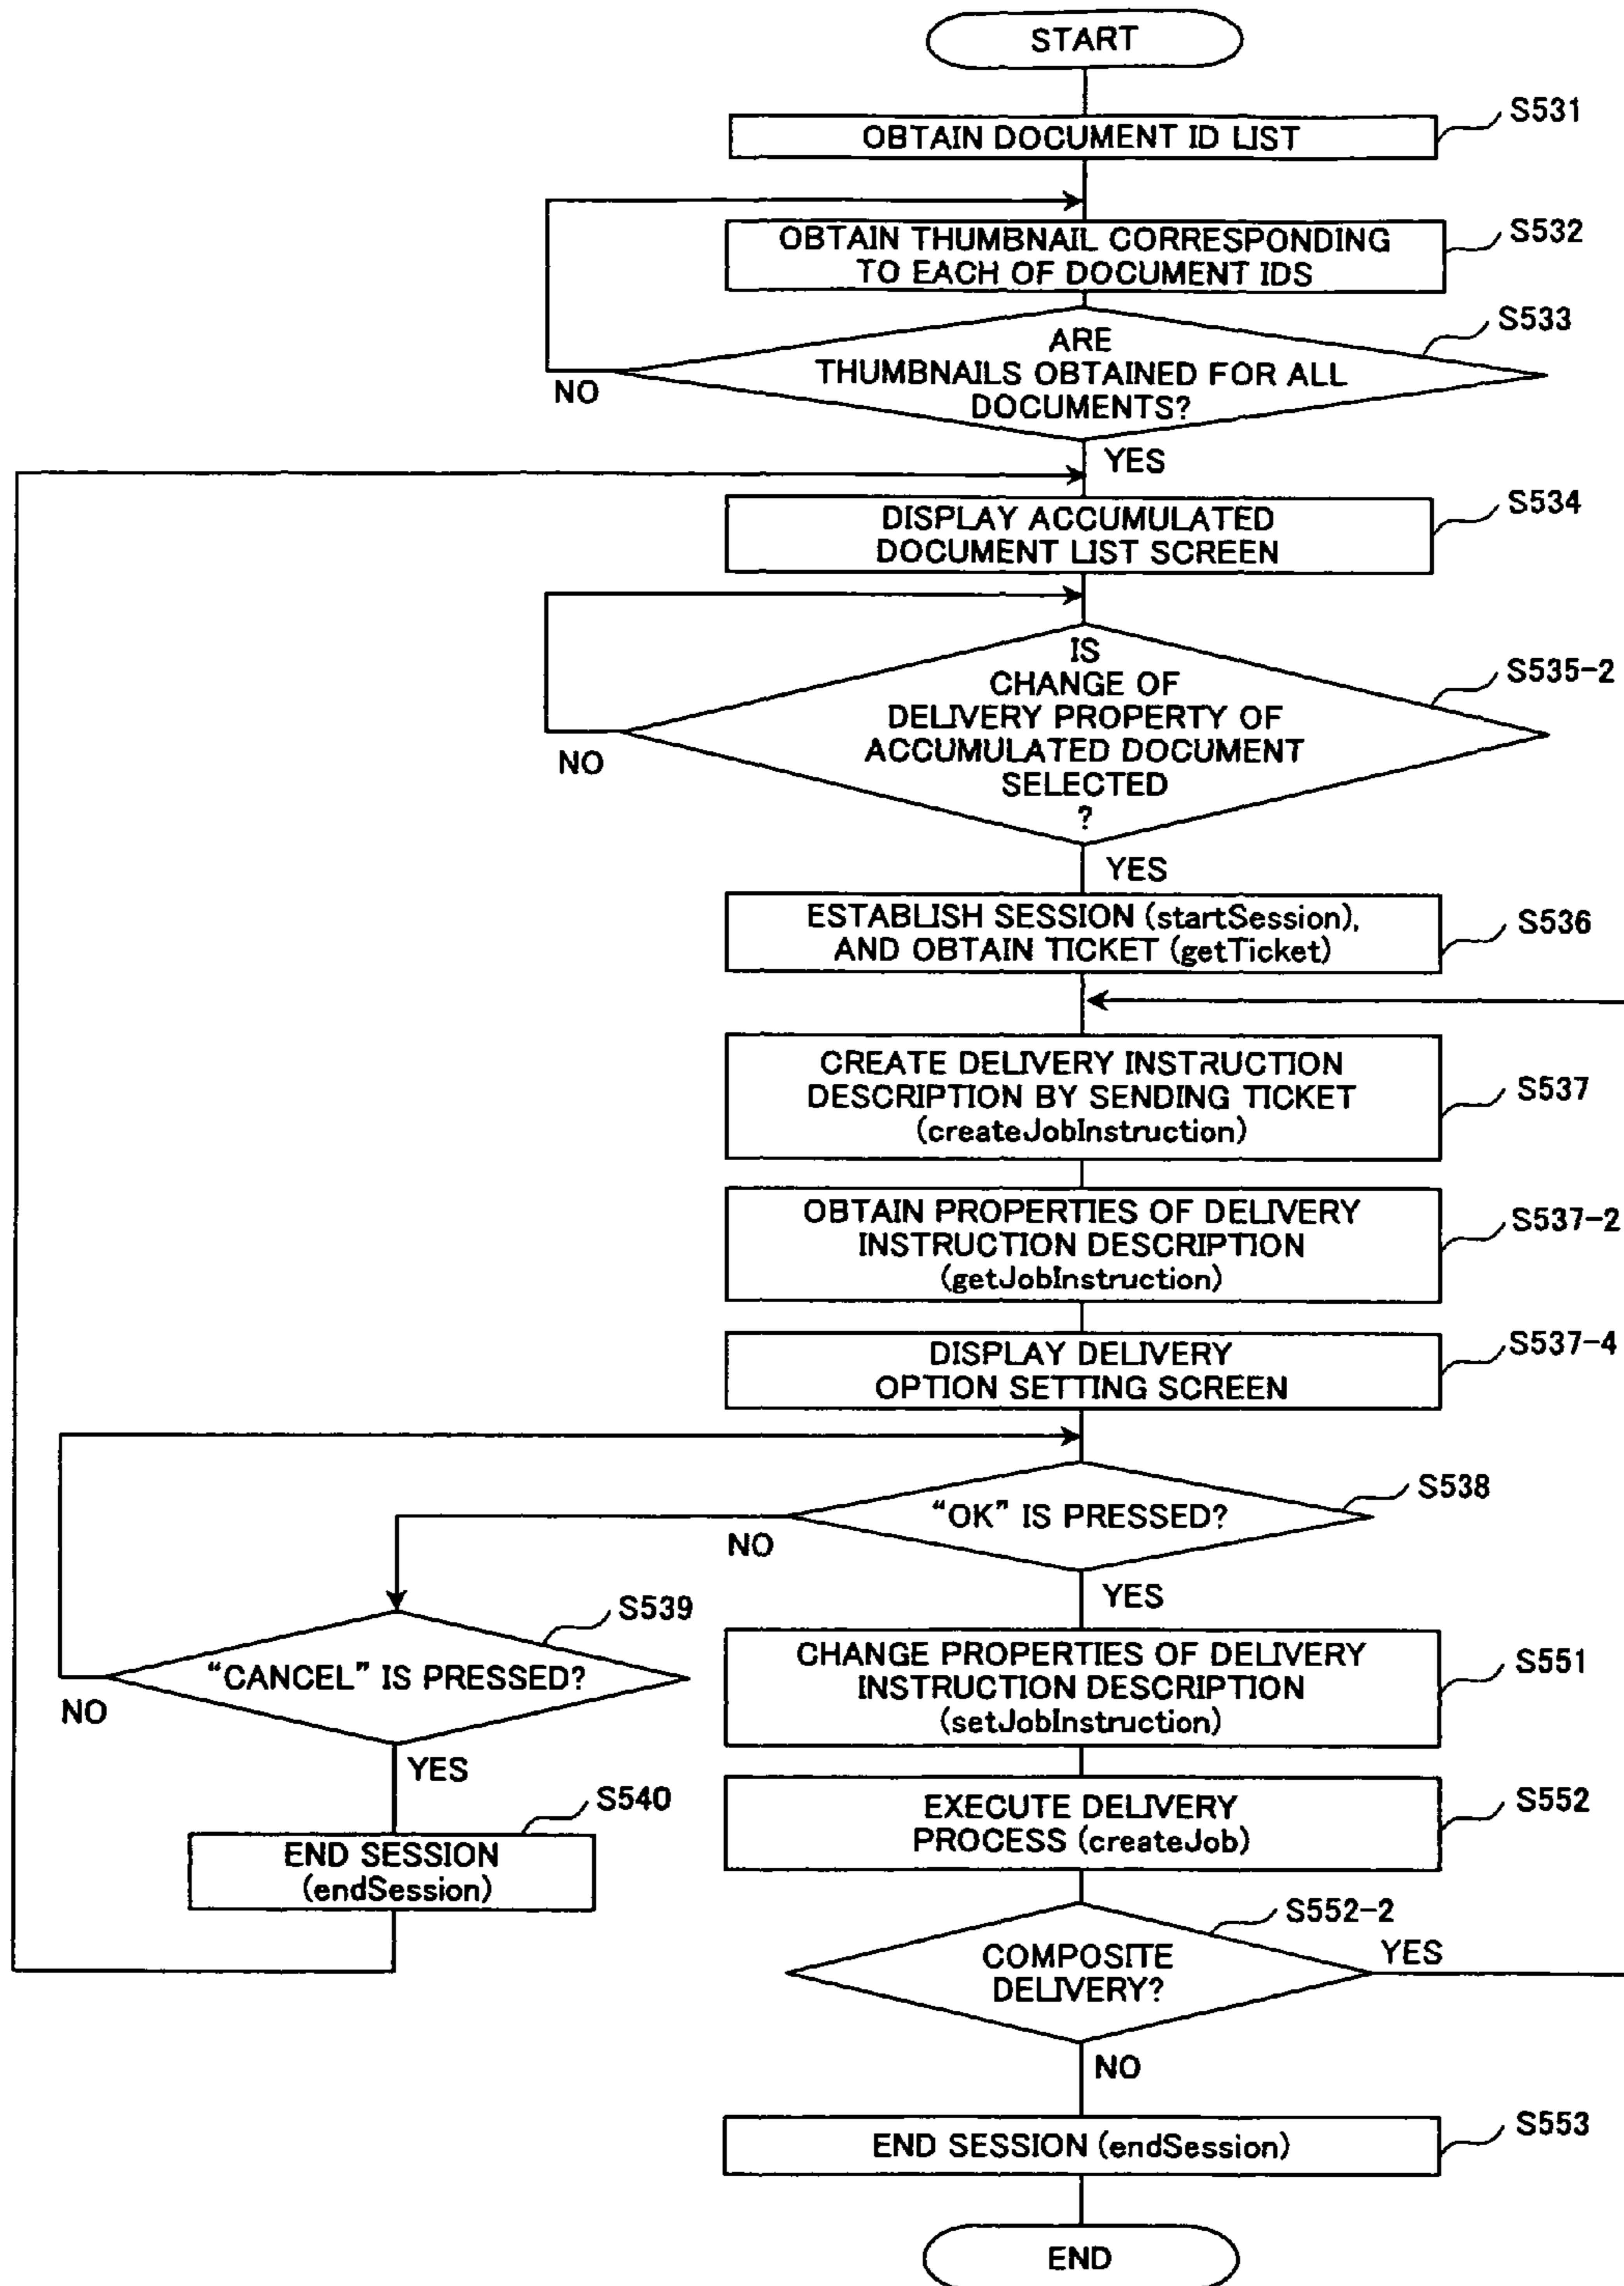 START
S531
OBTAIN DOCUMENT ID LIST
S532
OBTAIN THUMBNAIL CORRESPONDING
TO EACH OF DOCUMENT IDS
S533
ARE
THUMBNAILS OBTAINED FOR ALL
DOCUMENTS?
NO
YES
S534
DISPLAY ACCUMULATED
DOCUMENT LIST SCREEN
S535-2
IS
CHANGE OF
DELIVERY PROPERTY OF
ACCUMULATED DOCUMENT
SELECTED
?
NO
YES
S536
ESTABLISH SESSION (startSession),
AND OBTAIN TICKET (getTicket)
S537
CREATE DELIVERY INSTRUCTION
DESCRIPTION BY SENDING TICKET
(createJobInstruction)
S537-2
OBTAIN PROPERTIES OF DELIVERY
INSTRUCTION DESCRIPTION
(getJobInstruction)
S537-4
DISPLAY DELIVERY
OPTION SETTING SCREEN
S538
"OK" IS PRESSED?
NO
YES
S539
"CANCEL" IS PRESSED?
NO
YES
S540
END SESSION
(endSession)
S551
CHANGE PROPERTIES OF DELIVERY
INSTRUCTION DESCRIPTION
(setJobInstruction)
S552
EXECUTE DELIVERY
PROCESS (createJob)
S552-2
COMPOSITE
DELIVERY?
YES
NO
S553
END SESSION (endSession)
END